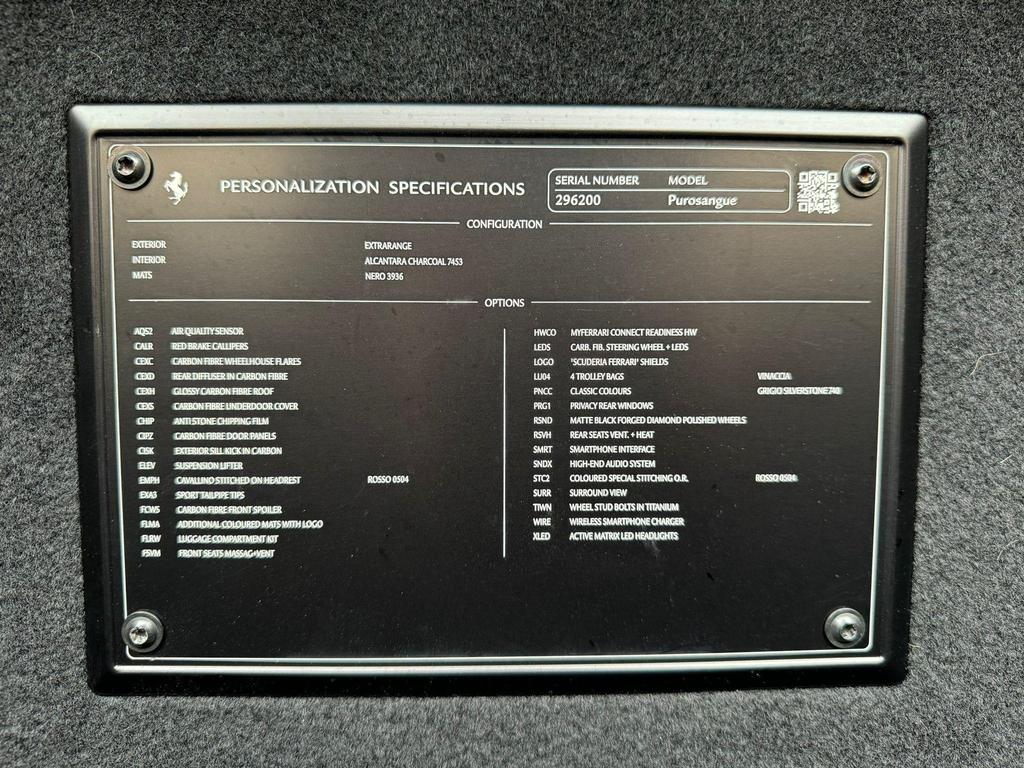 PERSONALIZATION SPECIFICATIONS
SERIAL NUMBER MODEL
296200 Purosangue
CONFIGURATION
EXTERIOR EXTRARANGE
INTERIOR ALCANTARA CHARCOAL 7453
MATS NERO 3936
OPTIONS
AQS2 AIR QUALITY SENSOR
CALR RED BRAKE CALLIPERS
CEXC CARBON FIBRE WHEELHOUSE FLARES
CEXD REAR DIFFUSER IN CARBON FIBRE
CEXH GLOSSY CARBON FIBRE ROOF
CEXS CARBON FIBRE UNDERDOOR COVER
CHIP ANTISTONE CHIPPING FILM
CIPZ CARBON FIBRE DOOR PANELS
CISK EXTERIOR SILL KICK IN CARBON
ELEV SUSPENSION LIFTER
EMPH CAVALLINO STITCHED ON HEADREST ROSSO 0504
EXA3 SPORT TAILPIPE TIPS
FCWS CARBON FIBRE FRONT SPOILER
FLMA ADDITIONAL COLOURED MATS WITH LOGO
FLRW LUGGAGE COMPARTMENT KIT
FSVM FRONT SEATS MASSAG+VENT
HWCO MYFERRARI CONNECT READINESS HW
LEDS CARB. FIB. STEERING WHEEL + LEDS
LOGO 'SCUDERIA FERRARI' SHIELDS
LU04 4 TROLLEY BAGS VINACCIA
PNCC CLASSIC COLOURS GRIGIO SILVERSTONE 740
PRG1 PRIVACY REAR WINDOWS
RSND MATTE BLACK FORGED DIAMOND POLISHED WHEELS
RSVH REAR SEATS VENT. + HEAT
SMRT SMARTPHONE INTERFACE
SNDX HIGH-END AUDIO SYSTEM
STC2 COLOURED SPECIAL STITCHING O.R. ROSSO 0504
SURR SURROUND VIEW
TIWN WHEEL STUD BOLTS IN TITANIUM
WIRE WIRELESS SMARTPHONE CHARGER
XLED ACTIVE MATRIX LED HEADLIGHTS